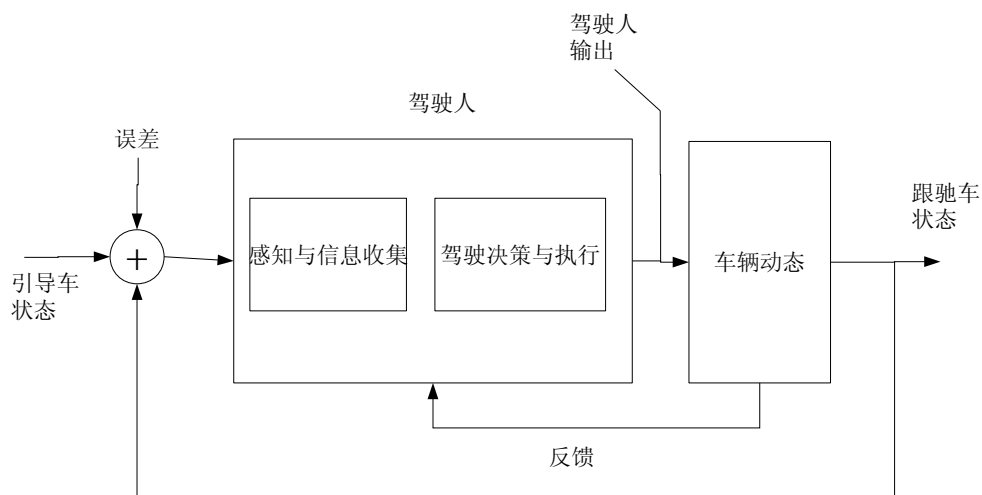 驾驶人
输出
驾驶人
误差
跟驰车
状态
感知与信息收集
驾驶决策与执行
车辆动态
+
引导车
状态
反馈